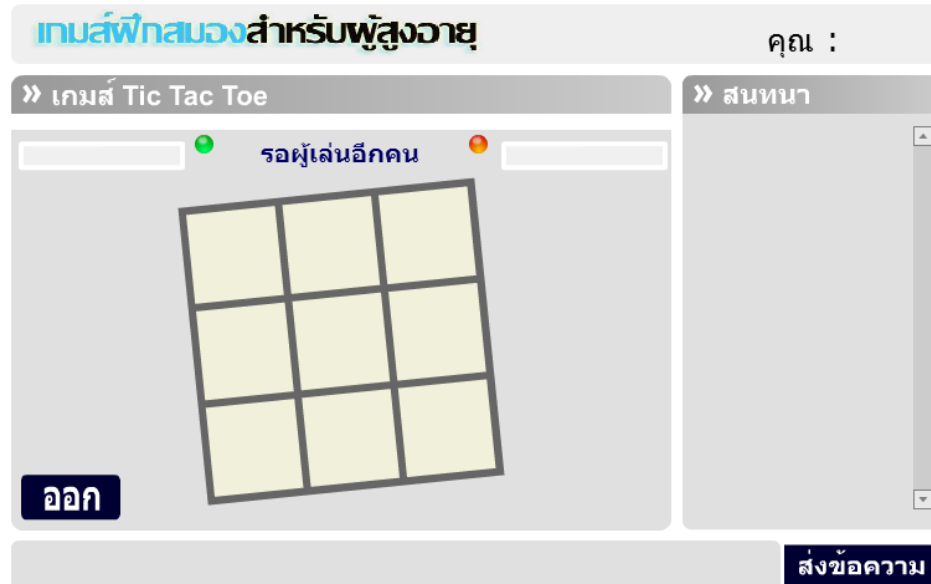 เกมส์ฝึกสมองสำหรับผู้สูงอายุ
คุณ :
» เกมส์ Tic Tac Toe
» สนทนา
รอผู้เล่นอีกคน
ออก
ส่งข้อความ